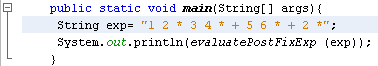 public static void main(String[] args){
String exp= "1 2 * 3 4 * + 5 6 * + 2 *";
System.out.println(evaluatePostFixExp (exp));
}